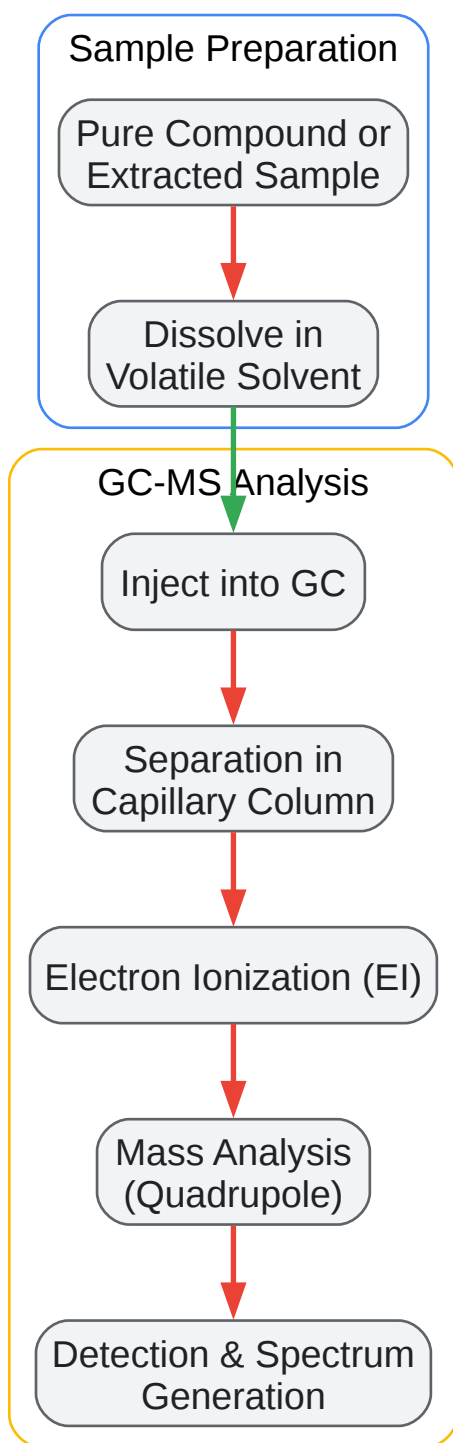 Sample Preparation
Pure Compound or
Extracted Sample
Dissolve in
Volatile Solvent
GC-MS Analysis
Inject into GC
Separation in
Capillary Column
Electron Ionization (EI)
Mass Analysis
(Quadrupole)
Detection & Spectrum
Generation